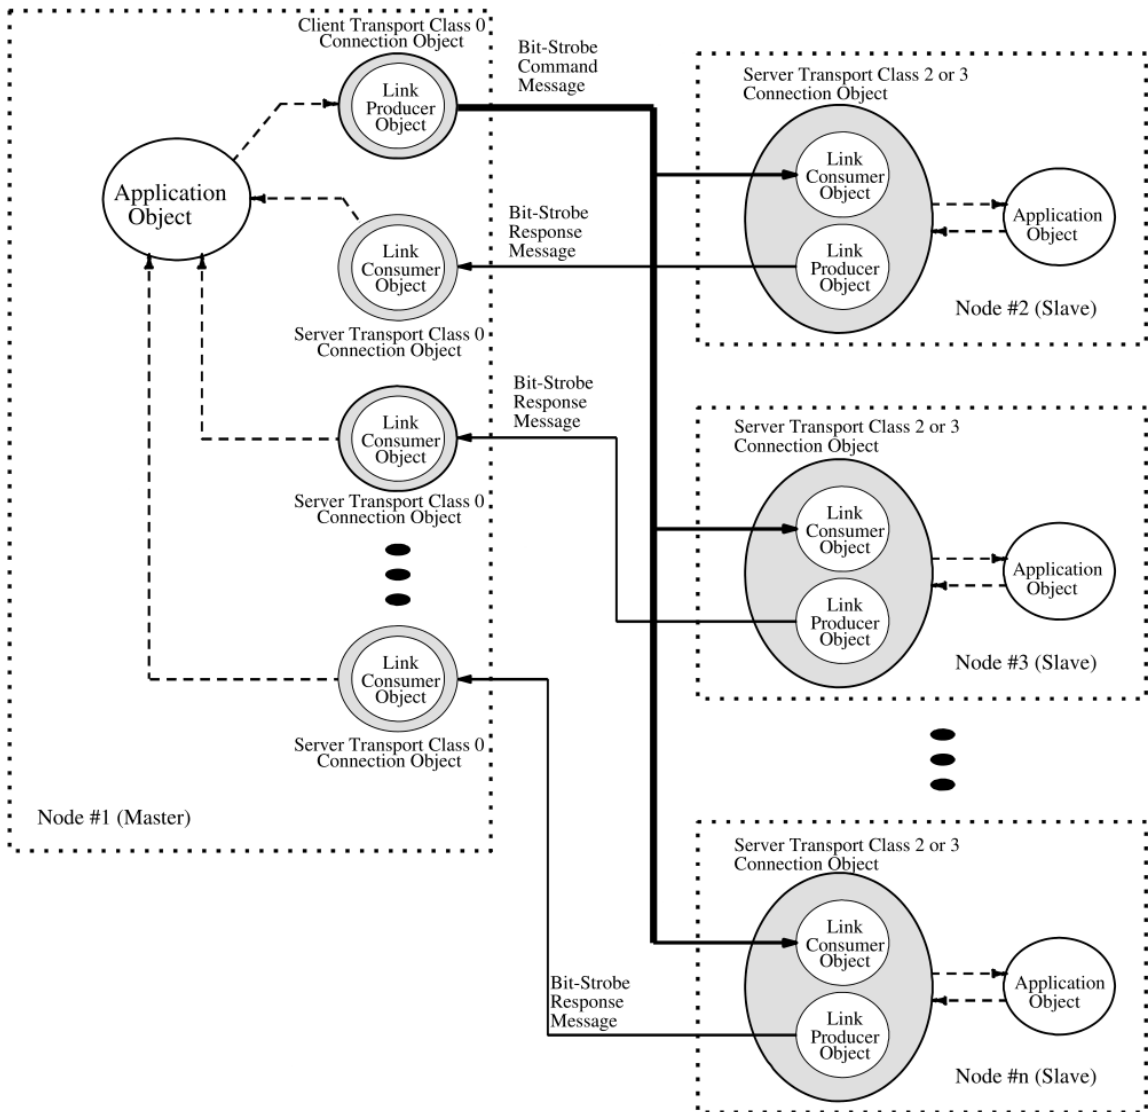 Client Transport Class 0
Connection Object
Link
Producer
Object
Application
Object
Link
Consumer
Object
Server Transport Class 0
Connection Object
Link
Consumer
Object
Server Transport Class 0
Connection Object
Link
Consumer
Object
Server Transport Class 0
Connection Object
Node #1 (Master)
Bit-Strobe
Command
Message
Bit-Strobe
Response
Message
Bit-Strobe
Response
Message
Bit-Strobe
Response
Message
Server Transport Class 2 or 3
Connection Object
Link
Consumer
Object
Link
Producer
Object
Application
Object
Node #2 (Slave)
Server Transport Class 2 or 3
Connection Object
Link
Consumer
Object
Link
Producer
Object
Application
Object
Node #3 (Slave)
Server Transport Class 2 or 3
Connection Object
Link
Consumer
Object
Link
Producer
Object
Application
Object
Node #n (Slave)